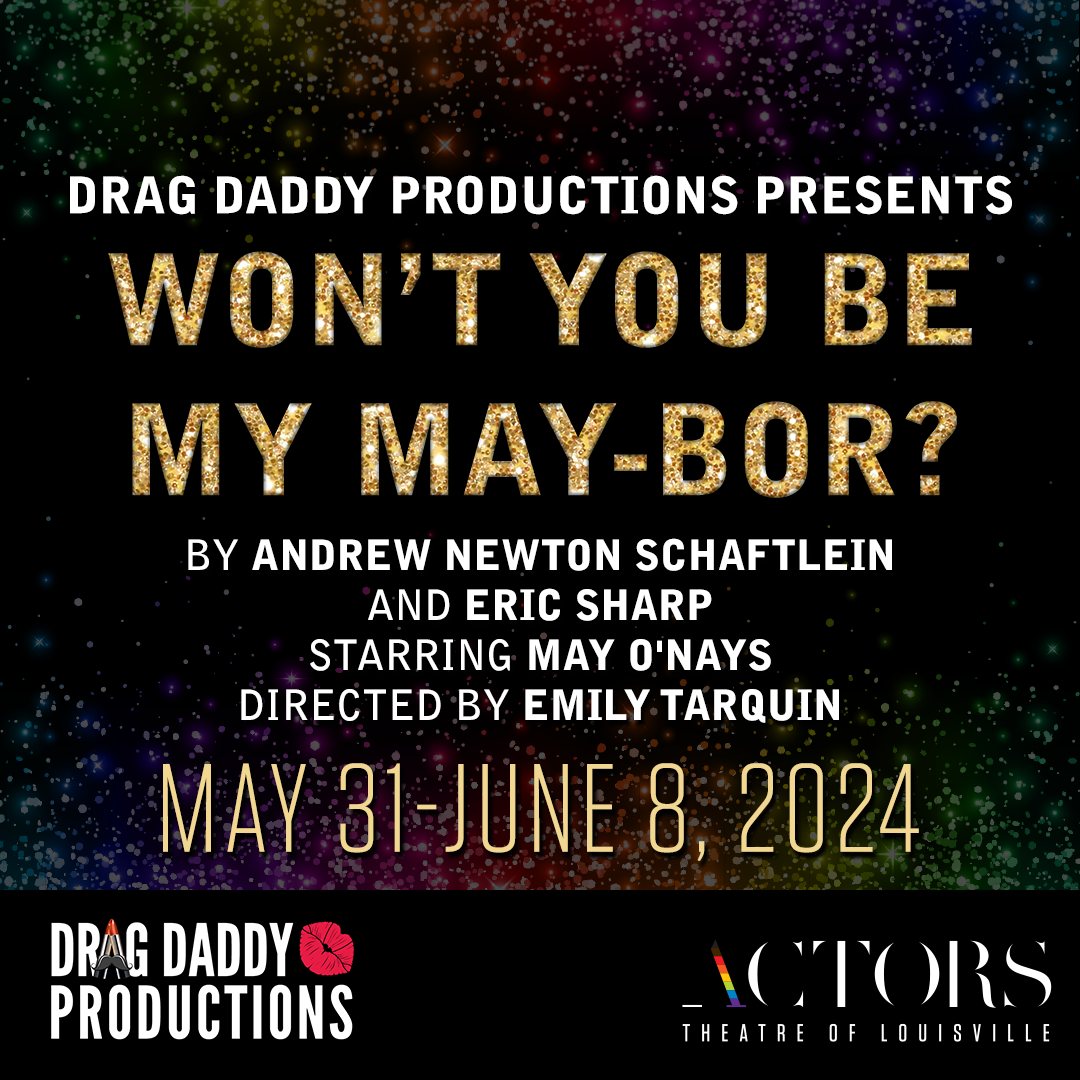 DRAG DADDY PRODUCTIONS PRESENTS
WON'T YOU BE
MY MAY-BOR?
BY ANDREW NEWTON SCHAFTLEIN
AND ERIC SHARP
STARRING MAY O'NAYS
DIRECTED BY EMILY TARQUIN
MAY 31-JUNE 8, 2024
DRAG DADDY
PRODUCTIONS
ACTORS
THEATRE OF LOUISVILLE